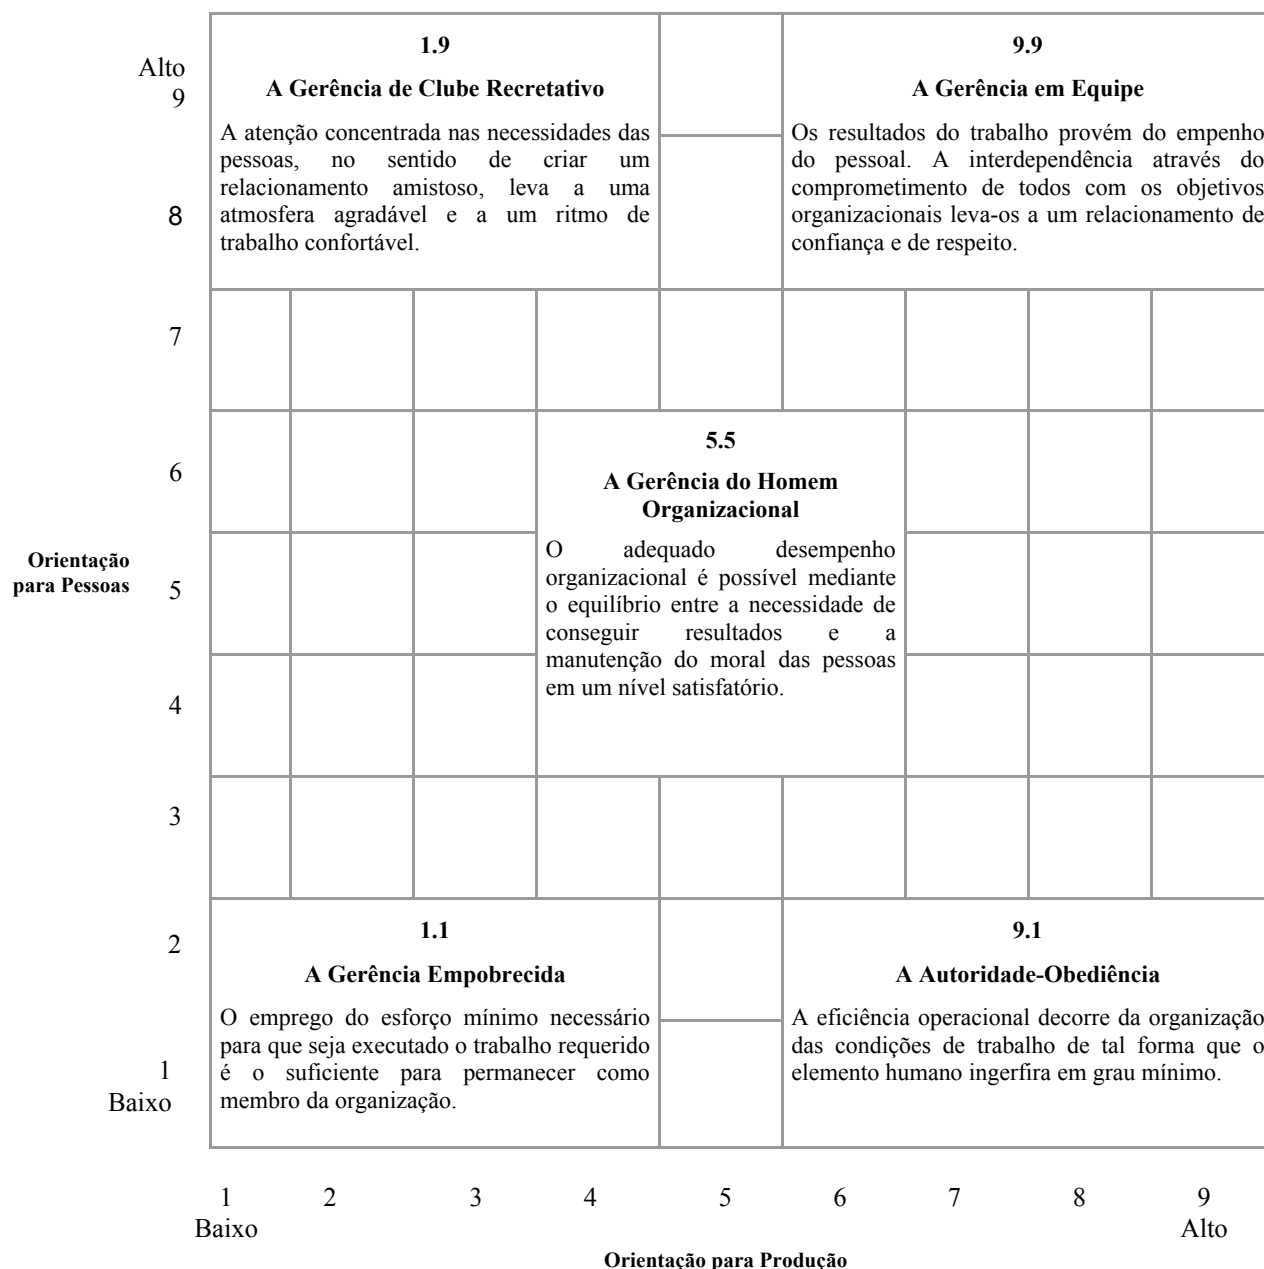 Alto
9
8
7
6
Orientação
para Pessoas
5
4
3
2
1
Baixo
1.9
A Gerência de Clube Recretativo
A atenção concentrada nas necessidades das
pessoas, no sentido de criar um
relacionamento amistoso, leva a uma
atmosfera agradável e a um ritmo de
trabalho confortável.
9.9
A Gerência em Equipe
Os resultados do trabalho provém do empenho
do pessoal. A interdependência através do
comprometimento de todos com os objetivos
organizacionais leva-os a um relacionamento de
confiança e de respeito.
5.5
A Gerência do Homem
Organizacional
O adequado desempenho
organizacional é possível mediante
o equilíbrio entre a necessidade de
conseguir resultados e a
manutenção do moral das pessoas
em um nível satisfatório.
1.1
A Gerência Empobrecida
O emprego do esforço mínimo necessário
para que seja executado o trabalho requerido
é o suficiente para permanecer como
membro da organização.
9.1
A Autoridade-Obediência
A eficiência operacional decorre da organização
das condições de trabalho de tal forma que o
elemento humano ingerfira em grau mínimo.
1 2 3 4 5 6 7 8 9
Baixo Alto
Orientação para Produção